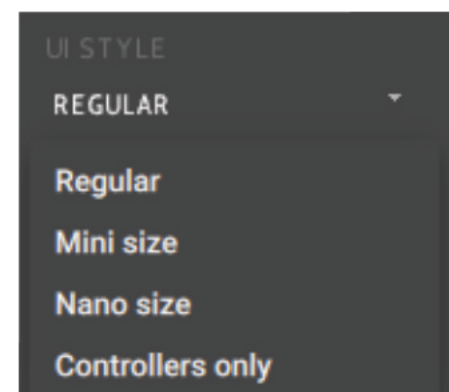 UI STYLE
REGULAR
Regular
Mini size
Nano size
Controllers only